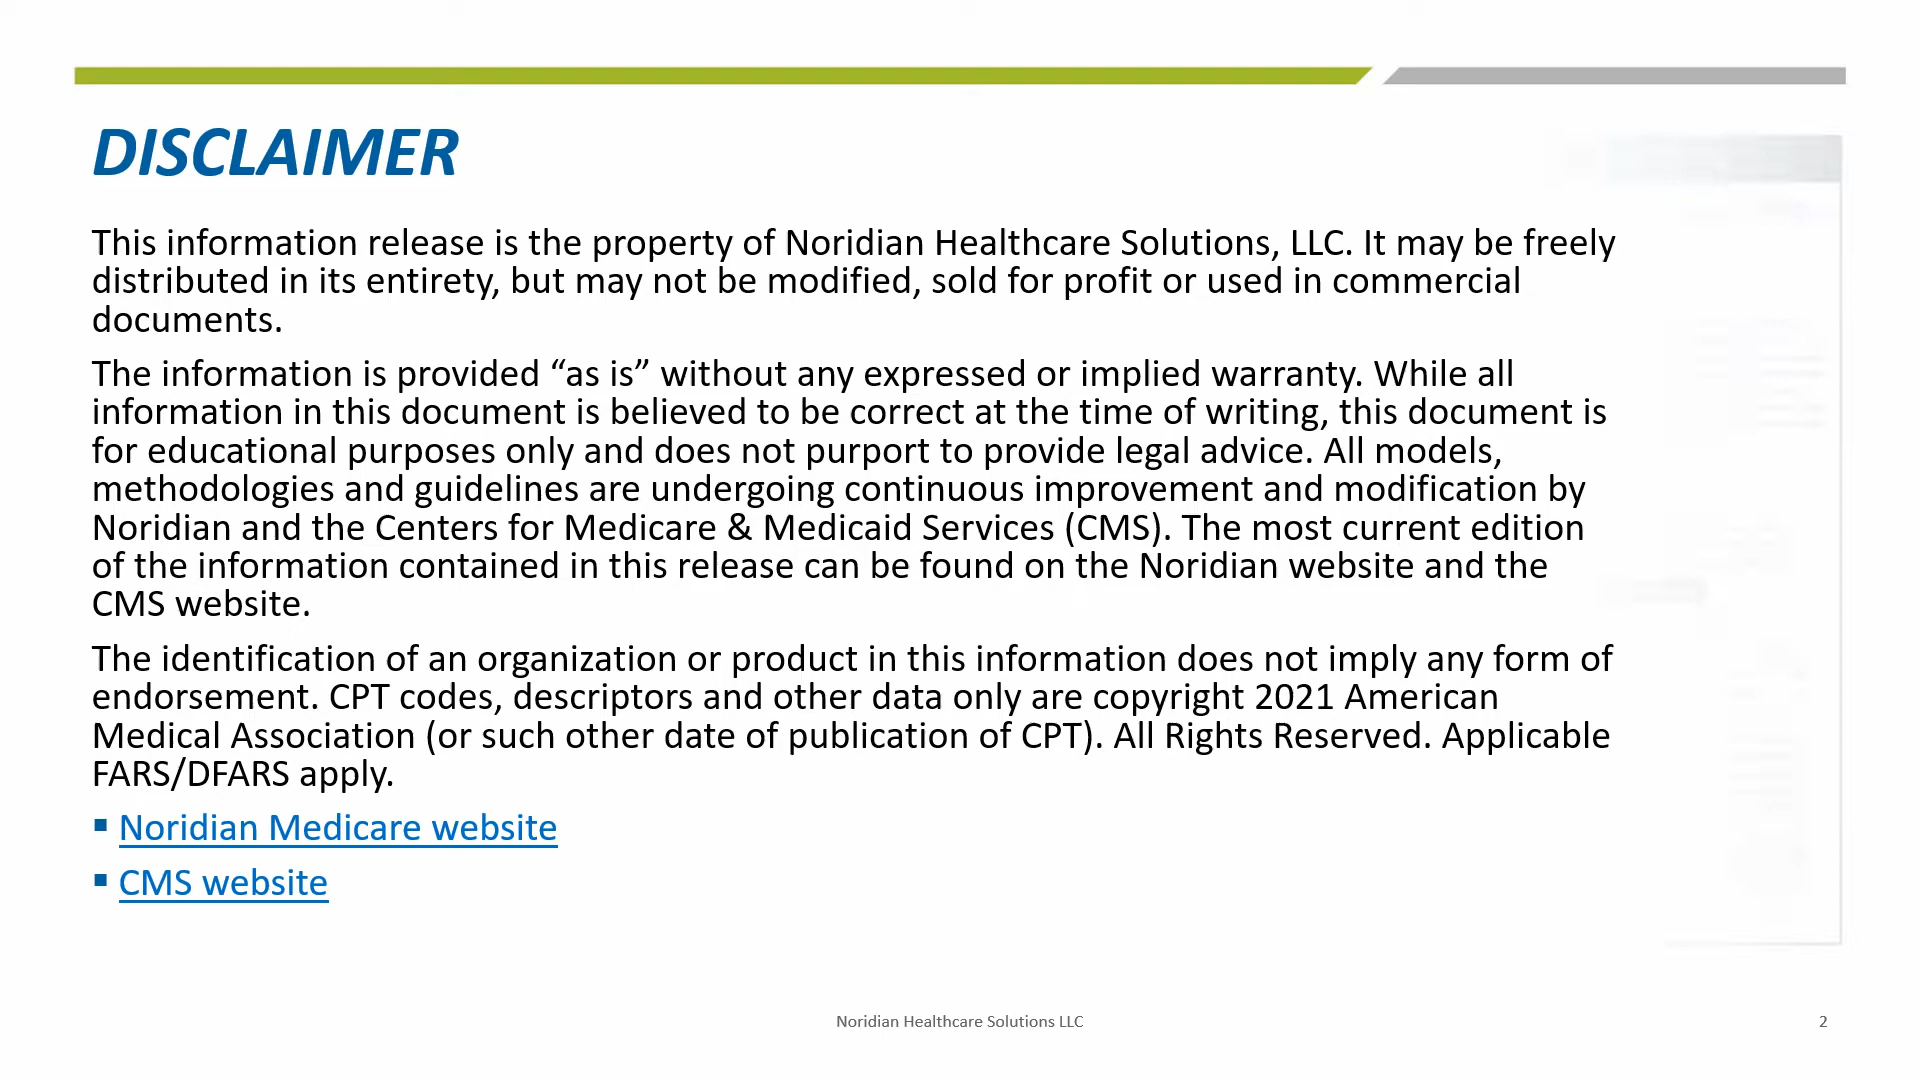 DISCLAIMER
This information release is the property of Noridian Healthcare Solutions, LLC. It may be freely
distributed in its entirety, but may not be modified, sold for profit or used in commercial
documents.
The information is provided “as is” without any expressed or implied warranty. While all
information in this document is believed to be correct at the time of writing, this document is
for educational purposes only and does not purport to provide legal advice. All models,
methodologies and guidelines are undergoing continuous improvement and modification by
Noridian and the Centers for Medicare & Medicaid Services (CMS). The most current edition
of the information contained in this release can be found on the Noridian website and the
CMS website.
The identification of an organization or product in this information does not imply any form of
endorsement. CPT codes, descriptors and other data only are copyright 2021 American
Medical Association (or such other date of publication of CPT). All Rights Reserved. Applicable
FARS/DFARS apply.
▪ Noridian Medicare website
▪ CMS website
Noridian Healthcare Solutions LLC
2